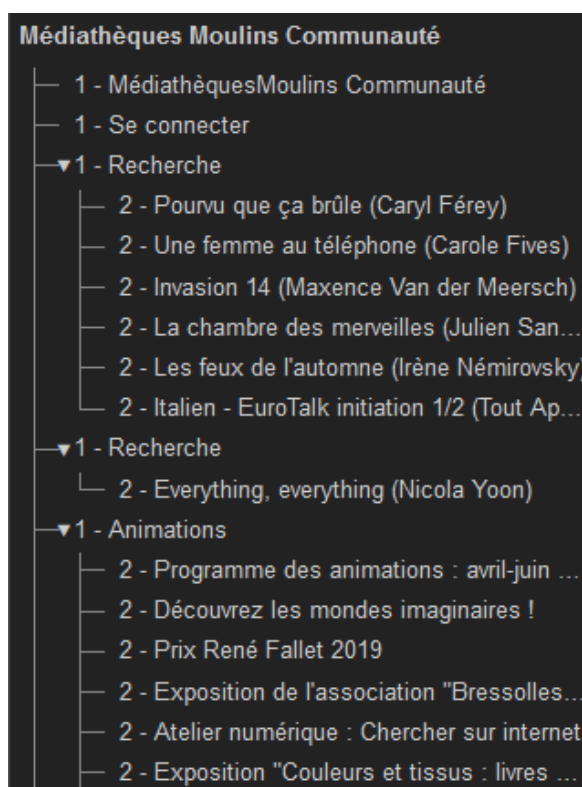 Médiathèques Moulins Communauté
1 - MédiathèquesMoulins Communauté
1 - Se connecter
1 - Recherche
2 - Pourvu que ça brûle (Caryl Férey)
2 - Une femme au téléphone (Carole Fives)
2 - Invasion 14 (Maxence Van der Meersch)
2 - La chambre des merveilles (Julien San...
2 - Les feux de l'automne (Irène Némirovsky)
2 - Italien - EuroTalk initiation 1/2 (Tout Ap...
1 - Recherche
2 - Everything, everything (Nicola Yoon)
1 - Animations
2 - Programme des animations : avril-juin ...
2 - Découvrez les mondes imaginaires !
2 - Prix René Fallet 2019
2 - Exposition de l'association "Bressolles...
2 - Atelier numérique : Chercher sur internet
2 - Exposition "Couleurs et tissus : livres ...